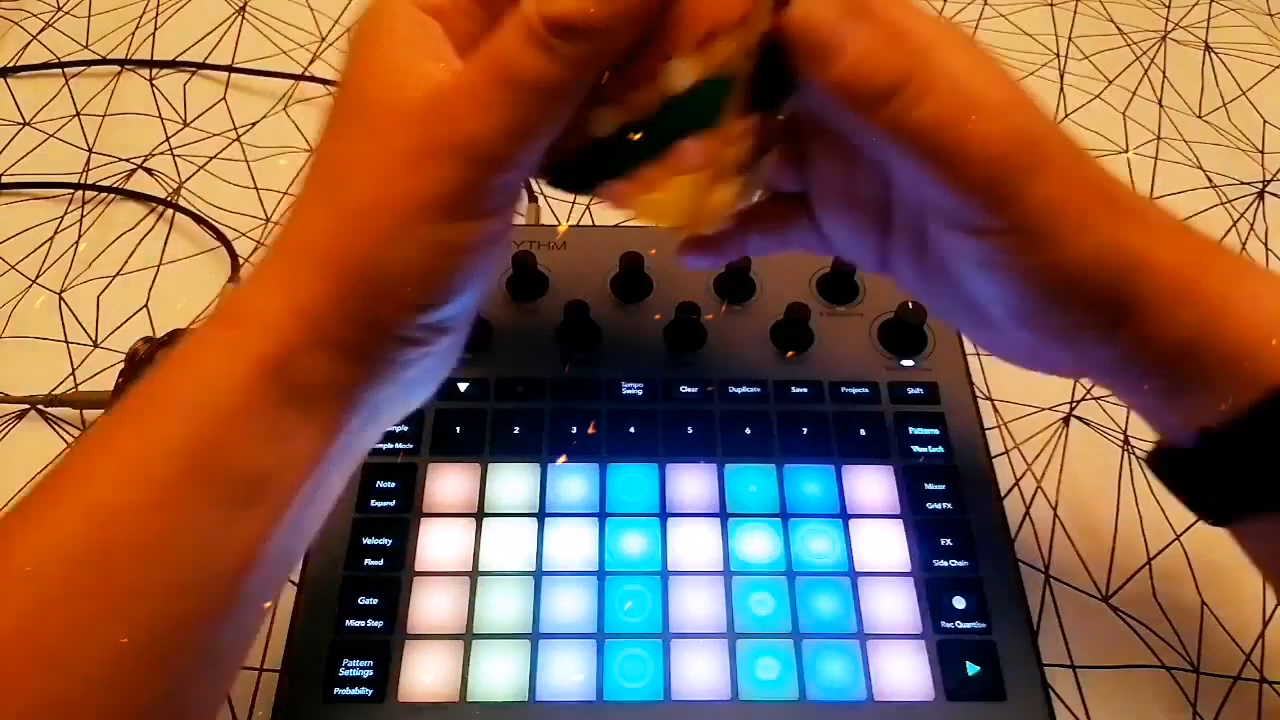 YTHM
Tempo
Swing
Clear
Duplicate
Save
Projects
Shift
1
2
3
4
5
6
7
8
Patterns
View Lock
Note
Expand
Mixer
Grid FX
Velocity
Fixed
FX
Side Chain
Gate
Micro Step
Rec Quantise
Pattern
Settings
Probability